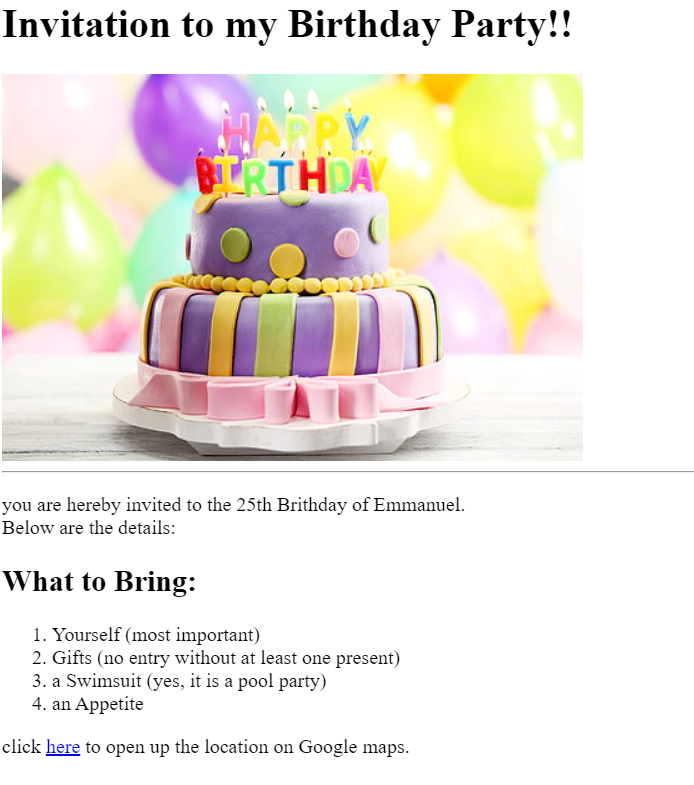 Invitation to my Birthday Party!!
HAPPY
BIRTHDAY
you are hereby invited to the 25th Brithday of Emmanuel.
Below are the details:
What to Bring:
1. Yourself (most important)
2. Gifts (no entry without at least one present)
3. a Swimsuit (yes, it is a pool party)
4. an Appetite
click here to open up the location on Google maps.